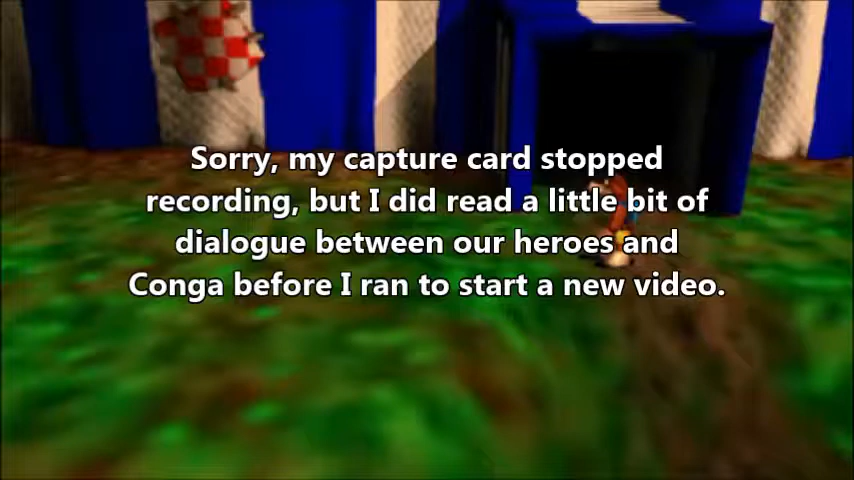 Sorry, my capture card stopped
recording, but I did read a little bit of
dialogue between our heroes and
Conga before I ran to start a new video.